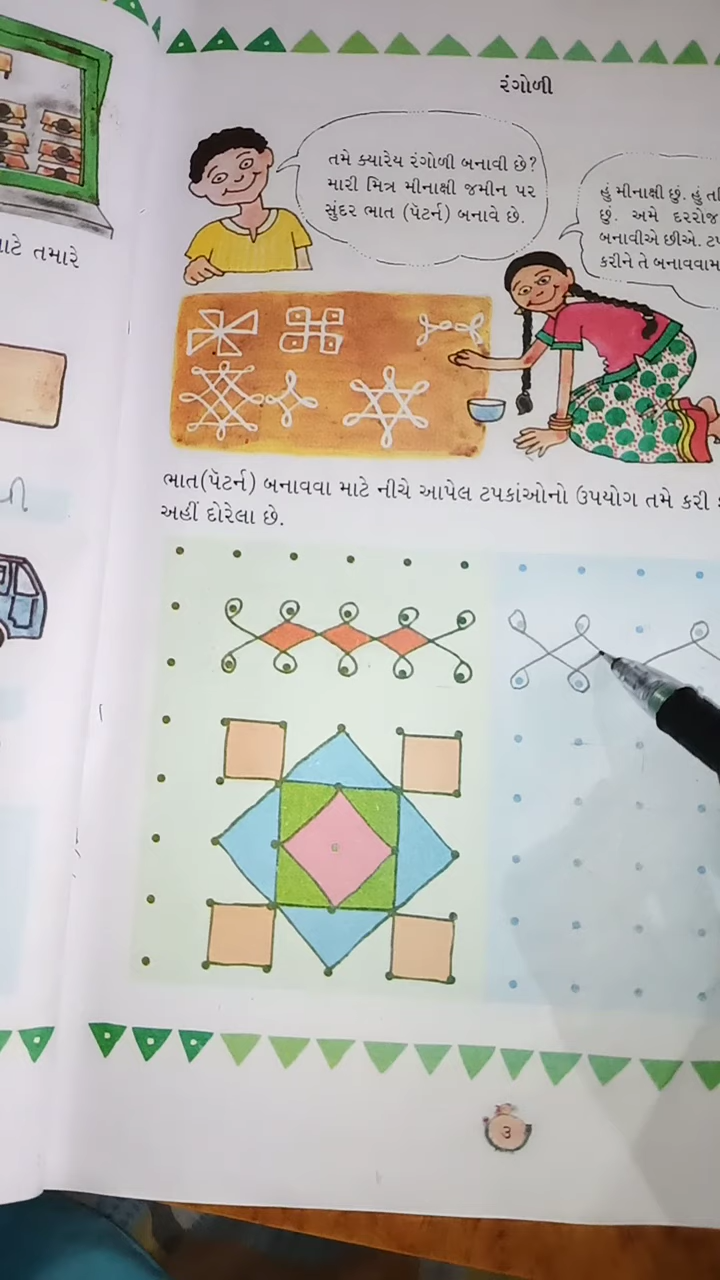 રંગોળી
તમે ક્યારેય રંગોળી બનાવી છે?
મારી મિત્ર મીનાક્ષી જમીન પર
સુંદર ભાત (પૅટર્ન) બનાવે છે.
હું મીનાક્ષી છું. હું
છું. અમે દરરોજ
બનાવીએ છીએ.
કરીને તે
તમારે
ભાત(પૅટર્ન) બનાવવા માટે નીચે આપેલ ટપકાંઓનો ઉપયોગ તમે કરી
અહીં દોરેલા છે.
૩